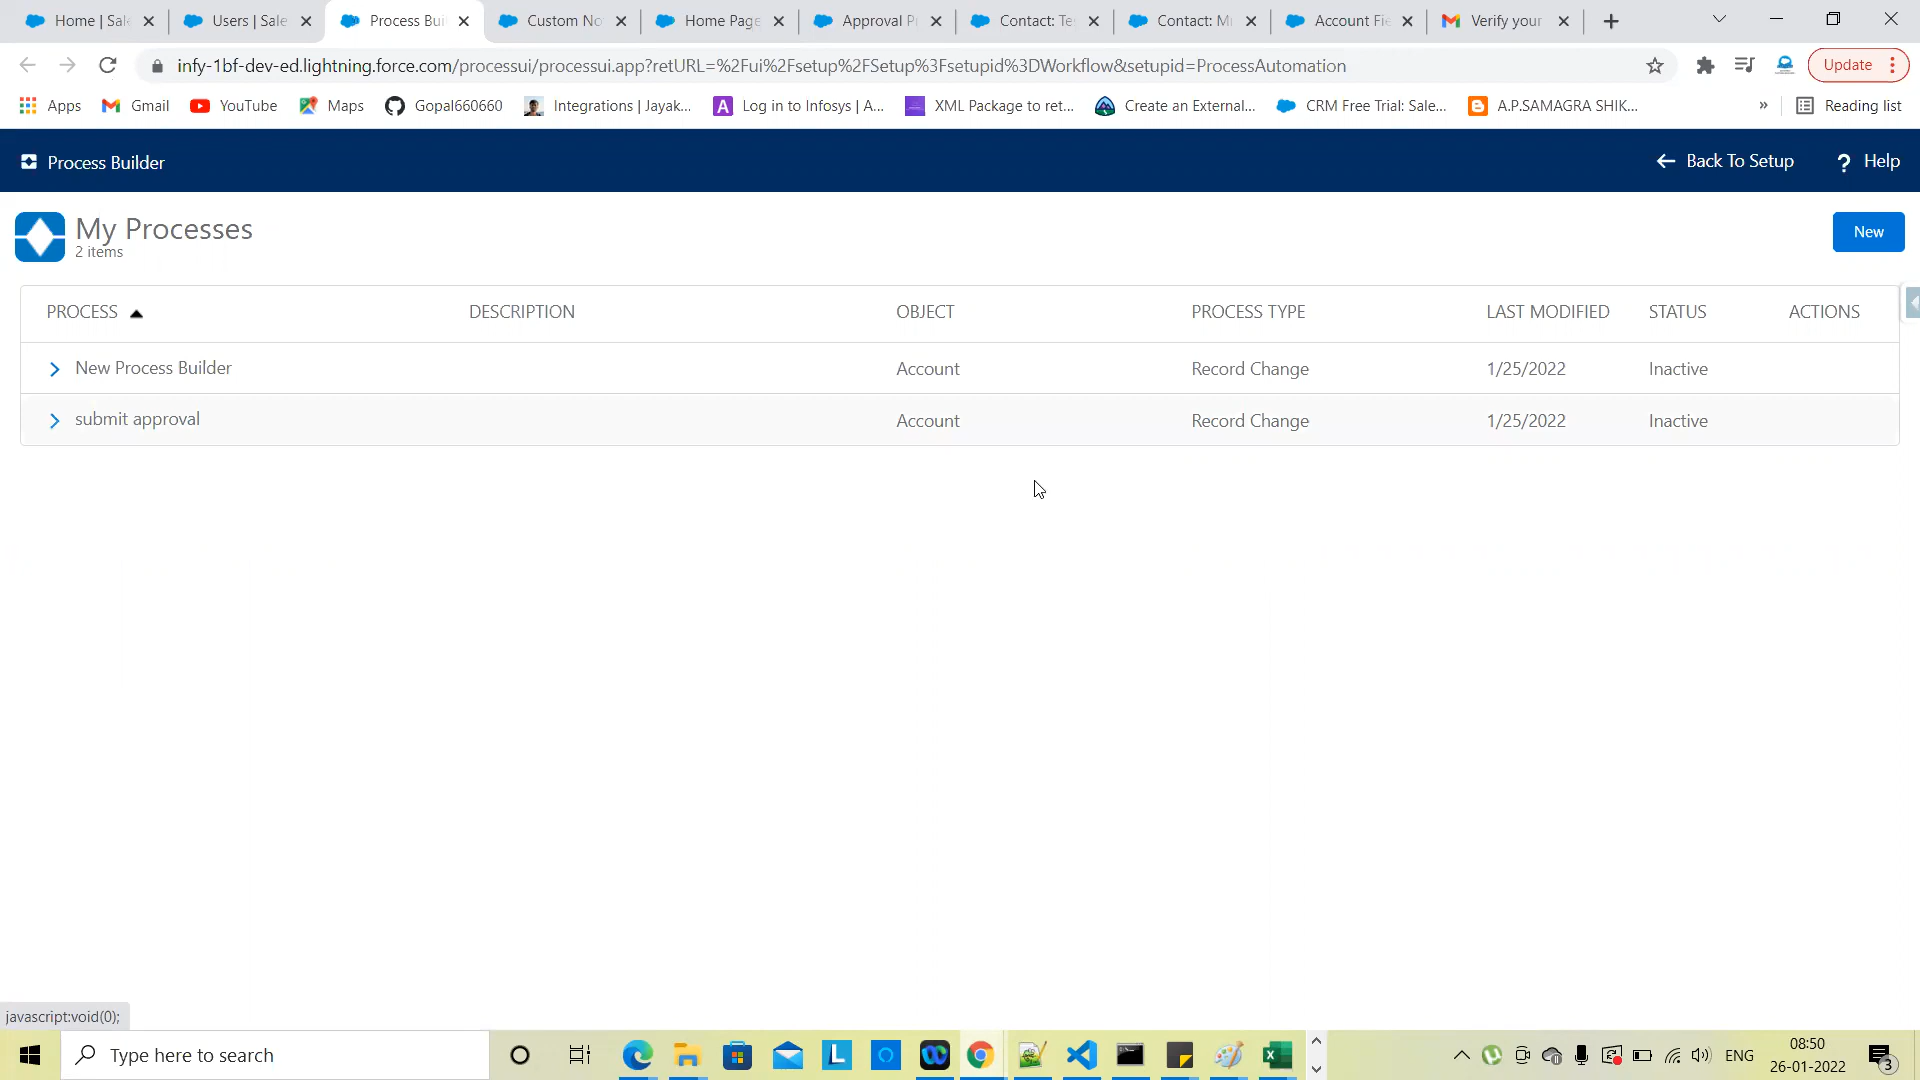 Home | Sale
Users | Sale
Process Bui
Custom No
Home Page
Approval P
Contact: Te
Contact: M
Account Fie
Verify your
infy-1bf-dev-ed.lightning.force.com/processui/processui.app?retURL=%2Fui%2Fsetup%2FSetup%3Fsetupid%3DWorkflow&setupid=ProcessAutomation
Update
Apps
Gmail
YouTube
Maps
Gopal660060
Integrations | Jayak...
Log in to Infosys | A...
XML Package to ret...
Create an External...
CRM Free Trial: Sale...
A.P.SAMAGRA SHIK...
»
Reading list
Process Builder
Back To Setup
? Help
My Processes
2 items
New
PROCESS DESCRIPTION OBJECT PROCESS TYPE LAST MODIFIED STATUS ACTIONS
New Process Builder Account Record Change 1/25/2022 Inactive
submit approval Account Record Change 1/25/2022 Inactive
javascript:void(0);
Type here to search
L
ENG
08:50
26-01-2022
3